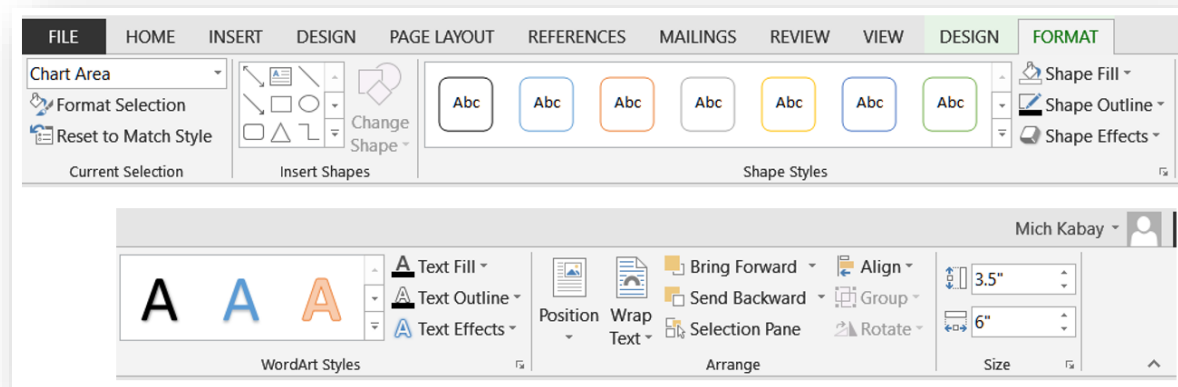 FILE HOME INSERT DESIGN PAGE LAYOUT REFERENCES MAILINGS REVIEW VIEW DESIGN FORMAT
Chart Area
Format Selection
Reset to Match Style
Current Selection
Change
Shape
Insert Shapes
Abc Abc Abc Abc Abc Abc Abc
Shape Styles
Shape Fill
Shape Outline
Shape Effects
Mich Kabay
A A A
WordArt Styles
A Text Fill
A Text Outline
A Text Effects
Position
Wrap
Text
Bring Forward
Send Backward
Selection Pane
Align
Group
Rotate
Arrange
3.5"
6"
Size